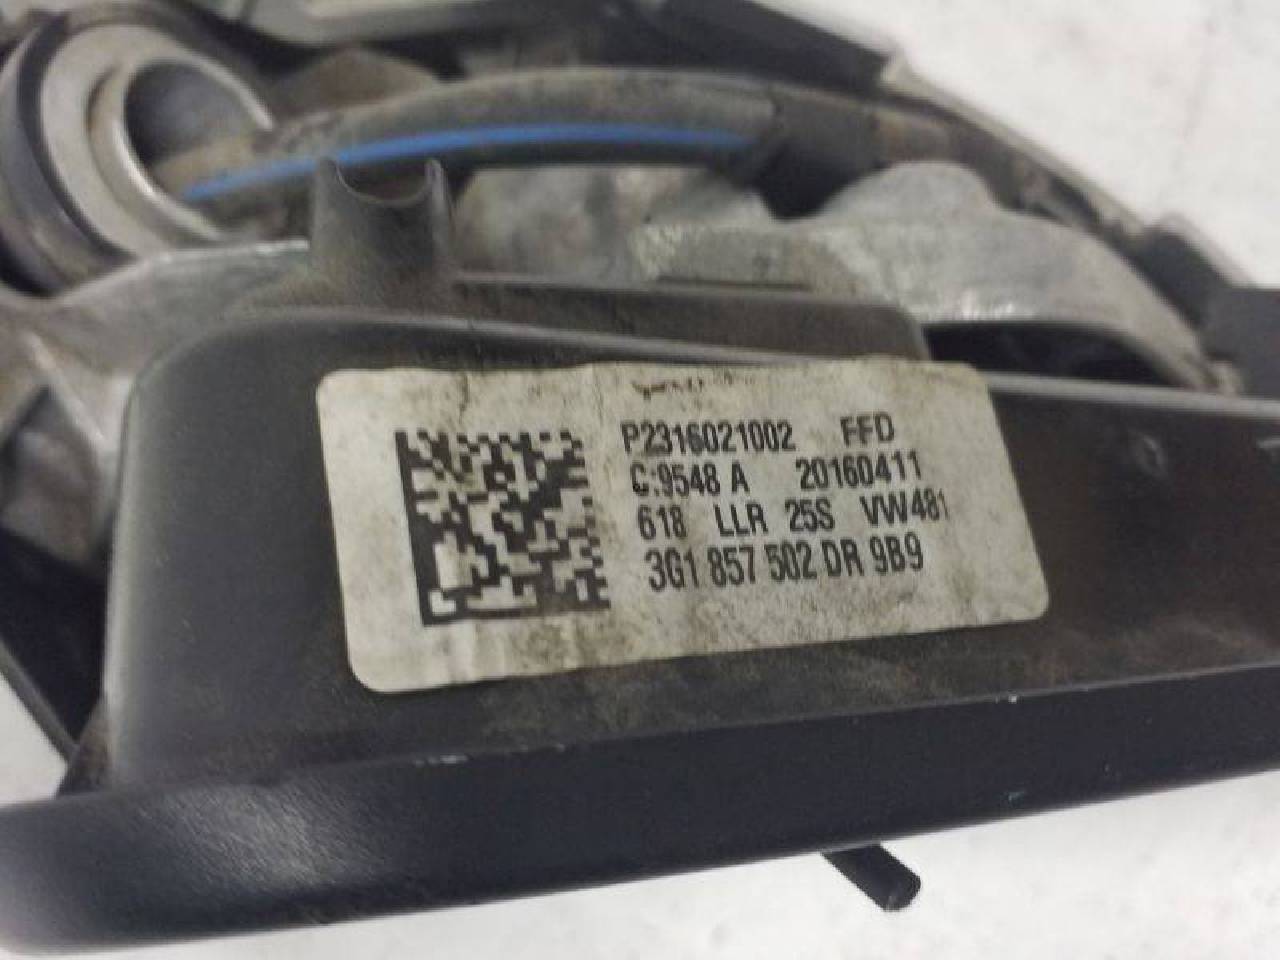 P2316021002 FFD
C:9548 A 20160411
618 LLR 25S VW481
3G1 857 502 DR 9B9